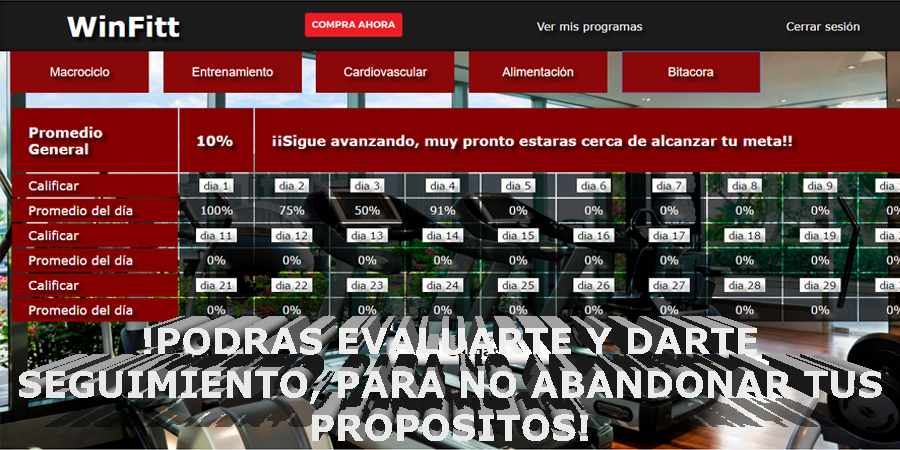 WinFitt COMPRA AHORA Ver mis programas Cerrar sesión
Macrociclo Entrenamiento Cardiovascular Alimentación Bitacora
Promedio
General 10% ¡¡Sigue avanzando, muy pronto estaras cerca de alcanzar tu meta!!
Calificar dia 1 dia 2 dia 3 dia 4 dia 5 dia 6 dia 7 dia 8 dia 9
Promedio del día 100% 75% 50% 91% 0% 0% 0% 0% 0%
Calificar dia 11 dia 12 dia 13 dia 14 dia 15 dia 16 dia 17 dia 18 dia 19
Promedio del día 0% 0% 0% 0% 0% 0% 0% 0% 0%
Calificar dia 21 dia 22 dia 23 dia 24 dia 25 dia 26 dia 27 dia 28 dia 29
Promedio del día 0% 0% 0% 0% 0% 0% 0% 0% 0%
!PODRAS EVALUARTE Y DARTE
SEGUIMIENTO, PARA NO ABANDONAR TUS
PROPOSITOS!